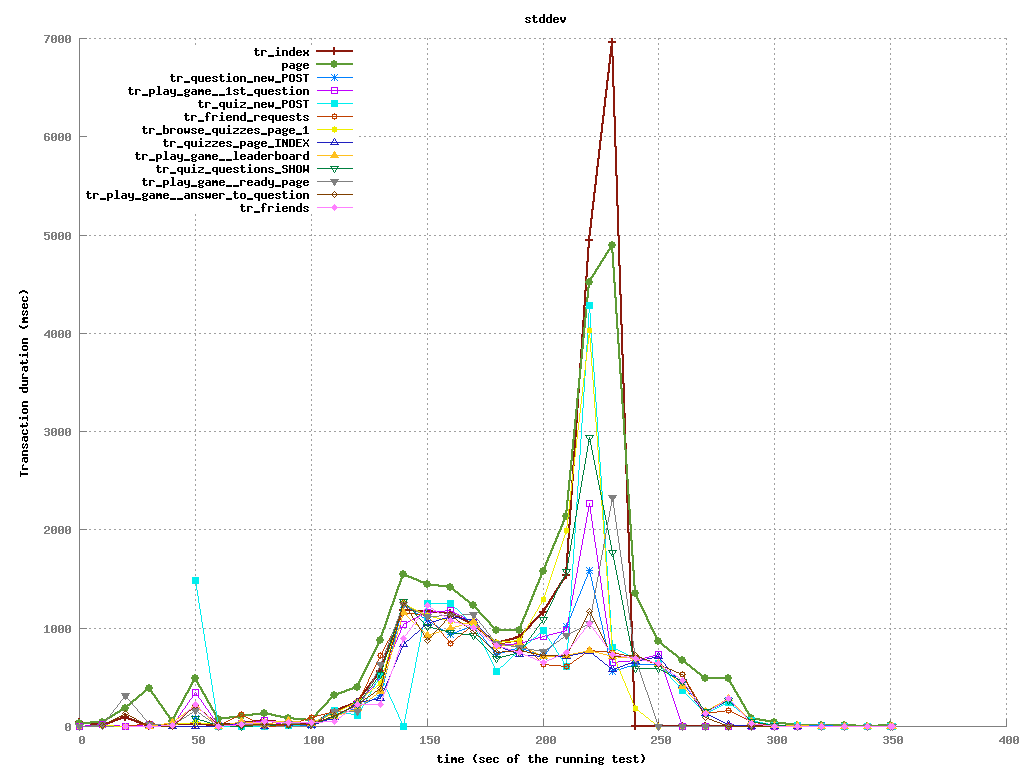 stddev
7000
6000
5000
4000
3000
2000
1000
0
Transaction duration (msec)
tr_index
page
tr_question_new_POST
tr_play_game__1st_question
tr_quiz_new_POST
tr_friend_requests
tr_browse_quizzes_page_1
tr_quizzes_page_INDEX
tr_play_game__leaderboard
tr_quiz_questions_SHOW
tr_play_game__ready_page
tr_play_game__answer_to_question
tr_friends
0 50 100 150 200 250 300 350 400
time (sec of the running test)